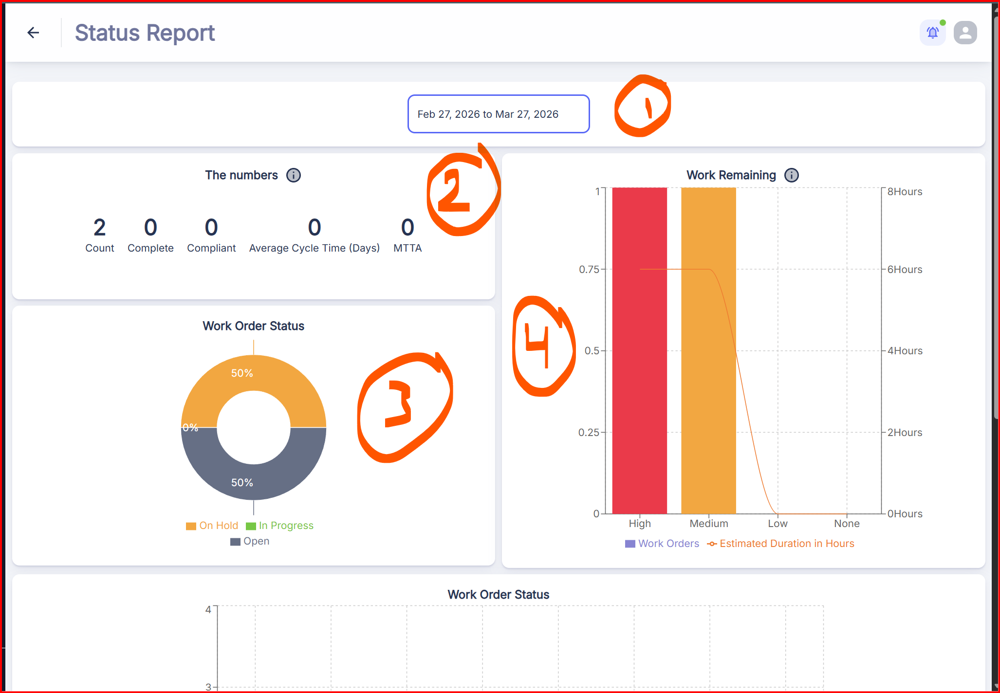 Status Report
Feb 27, 2026 to Mar 27, 2026
1
The numbers
2
2 0 0 0 0
Count Complete Compliant Average Cycle Time (Days) MTTA
Work Order Status
50%
0%
50%
On Hold In Progress
Open
3
Work Remaining
4
1 8Hours
0.75 6Hours
0.5 4Hours
0.25 2Hours
0 0Hours
High Medium Low None
Work Orders Estimated Duration in Hours
Work Order Status
4
3